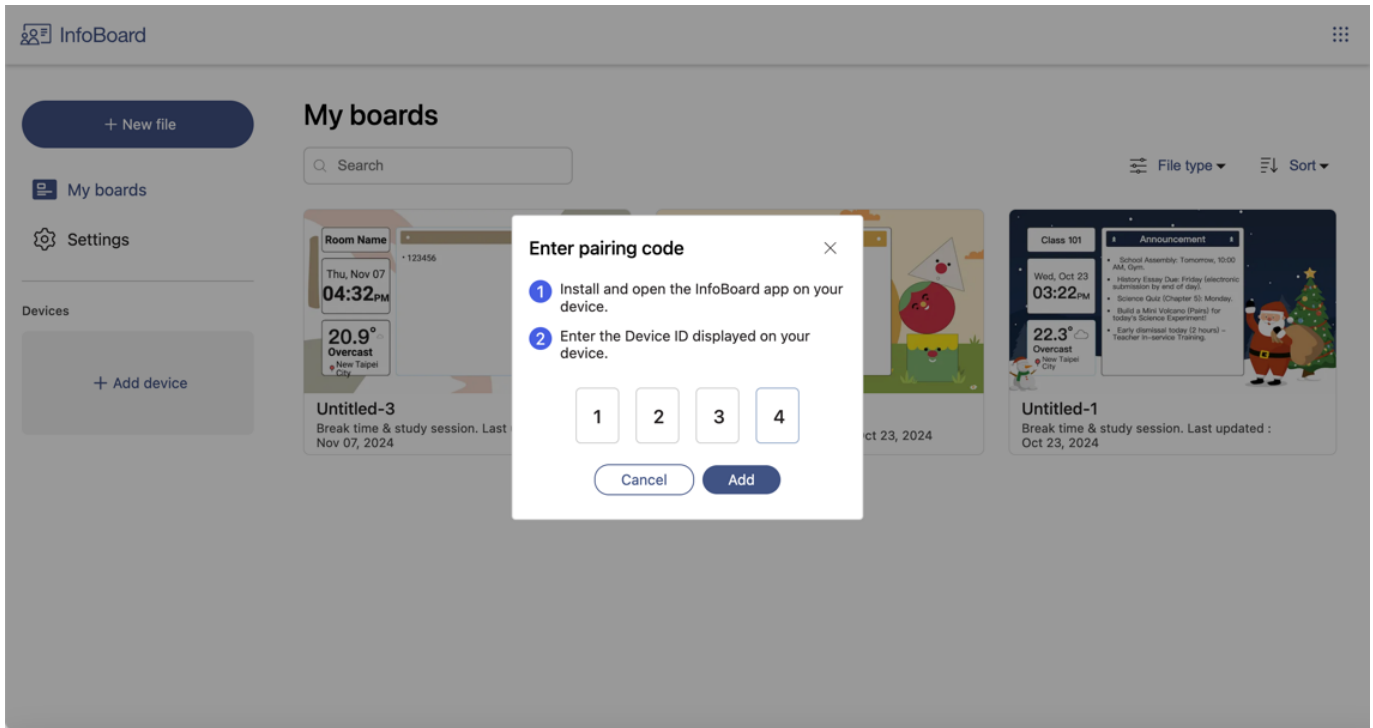 InfoBoard
+ New file
My boards
Settings
Devices
+ Add device
My boards
Search
File type
Sort
Room Name
Thu, Nov 07
04:32PM
20.9°
Overcast
New Taipei
City
• 123456
Untitled-3
Break time & study session. Last
Nov 07, 2024
ct 23, 2024
Class 101
Wed, Oct 23
03:22PM
22.3°
Overcast
New Taipei
City
Announcement
• School Assembly: Tomorrow, 10:00
AM, Gym.
• History Essay Due: Friday (electronic
submission by end of day).
• Science Quiz (Chapter 5): Monday.
• Build a Mini Volcano (Pairs) for
today's Science Experiment!
• Early dismissal today (2 hours) –
Teacher In-service Training.
Untitled-1
Break time & study session. Last updated :
Oct 23, 2024
Enter pairing code
1 Install and open the InfoBoard app on your
device.
2 Enter the Device ID displayed on your
device.
1 2 3 4
Cancel Add